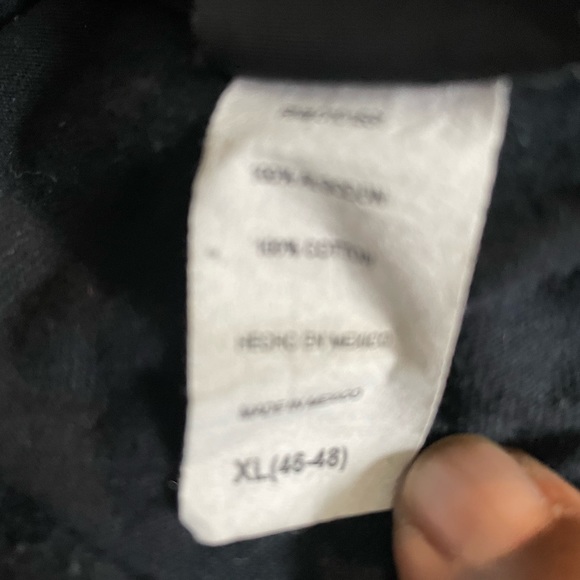 100% ALGODON
100% COTTON
HECHO EN MEXICO
MADE IN MEXICO
XL(46-48)